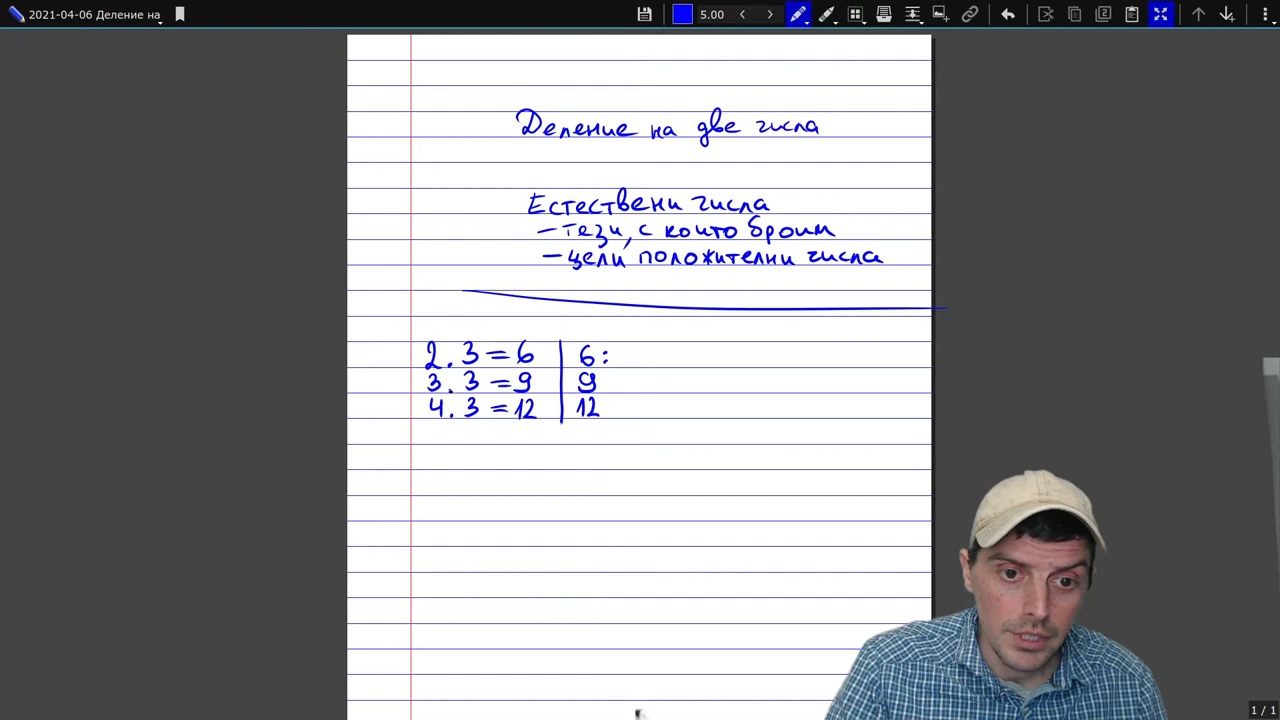 2021-04-06 Деление на
5.00
Деление на две числа
Естествени числа
– тези, с които броим
– цели положителни числа
2. 3 = 6 | 6 :
3. 3 = 9 | 9
4. 3 = 12 | 12
1 / 1